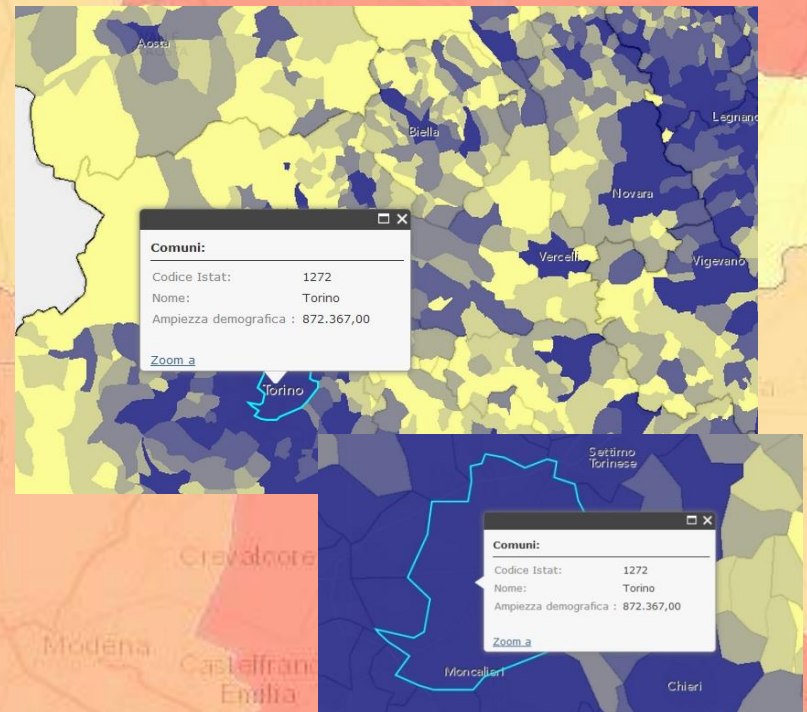 Aosta
Biella
Legnano
Novara
Vercelli
Vigevano
Comuni:
Codice Istat: 1272
Nome: Torino
Ampiezza demografica : 872.367,00
Zoom a
Torino
Settimo
Torinese
Comuni:
Codice Istat: 1272
Nome: Torino
Ampiezza demografica : 872.367,00
Zoom a
Moncalieri
Chieri
Crevalcore
Modena
Castelfranc
Emilia